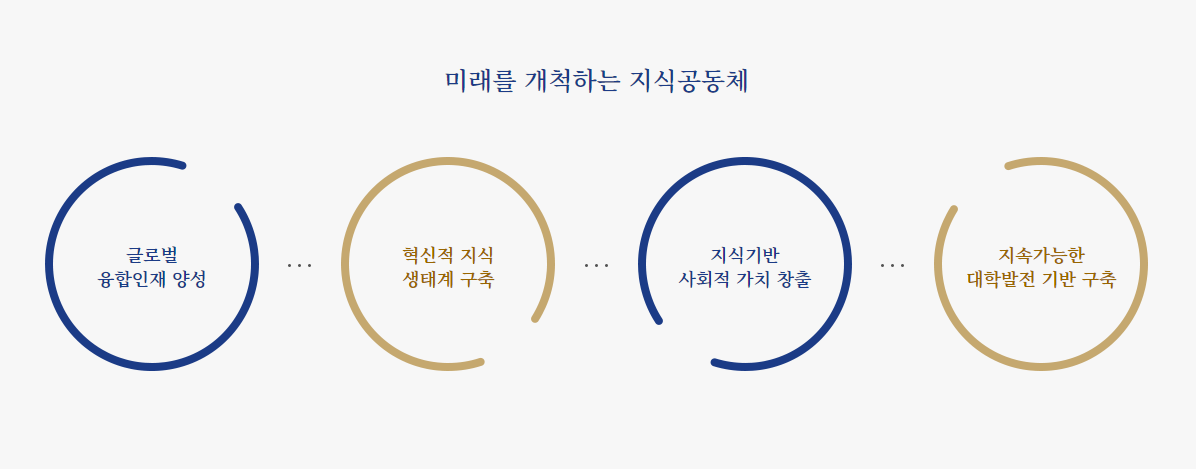 미래를 개척하는 지식공동체
글로벌
융합인재 양성
혁신적 지식
생태계 구축
지식기반
사회적 가치 창출
지속가능한
대학발전 기반 구축